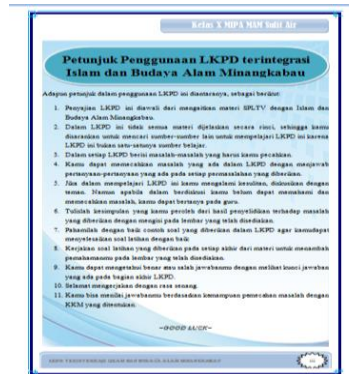 Kelas X MIPA MAN Sulit Air
Petunjuk Penggunaan LKPD terintegrasi
Islam dan Budaya Alam Minangkabau
Adapun petunjuk dalam penggunaan LKPD ini diantaranya, sebagai berikut:
1. Penyajian LKPD ini diawali dari mengaitkan materi SPLTV dengan Islam dan
Budaya Alam Minangkabau.
2. Dalam LKPD ini tidak semua materi dijelaskan secara rinci, sehingga kamu
disarankan untuk mencari sumber-sumber lain untuk mempelajari LKPD ini karena
LKPD ini bukan satu-satunya sumber belajar.
3. Dalam setiap LKPD berisi masalah-masalah yang harus kamu pecahkan.
4. Kamu dapat memecahkan masalah yang ada dalam LKPD dengan menjawab
pertanyaan-pertanyaan yang ada pada setiap permasalahan yang diberikan.
5. Jika dalam mempelajari LKPD ini kamu mengalami kesulitan, diskusikan dengan
teman. Namun apabila dalam berdiskusi kamu belum dapat memahami dan
memecahkan masalah, kamu dapat bertanya pada guru.
6. Tulislah kesimpulan yang kamu peroleh dari hasil penyelidikan terhadap masalah
yang diberikan dengan mengisi pada lembar yang telah disediakan.
7. Pahamilah dengan baik contoh soal yang diberikan dalam LKPD agar kamudapat
menyelesaikan soal latihan dengan baik
8. Kerjakan soal latihan yang diberikan pada setiap akhir dari materi untuk menambah
pemahamanmu pada lembar yang telah disediakan.
9. Kamu dapat mengetahui benar atau salah jawabanmu dengan melihat kunci jawaban
yang ada pada bagian akhir LKPD.
10. Selamat mengerjakan dengan rasa senang.
11. Kamu bisa menilai jawabanmu berdasarkan kemampuan pemecahan masalah dengan
KKM yang ditentukan.
~GOOD LUCK~
LKPD TERINTEGRASI ISLAM DAN BUDAYA ALAM MINANGKABAU